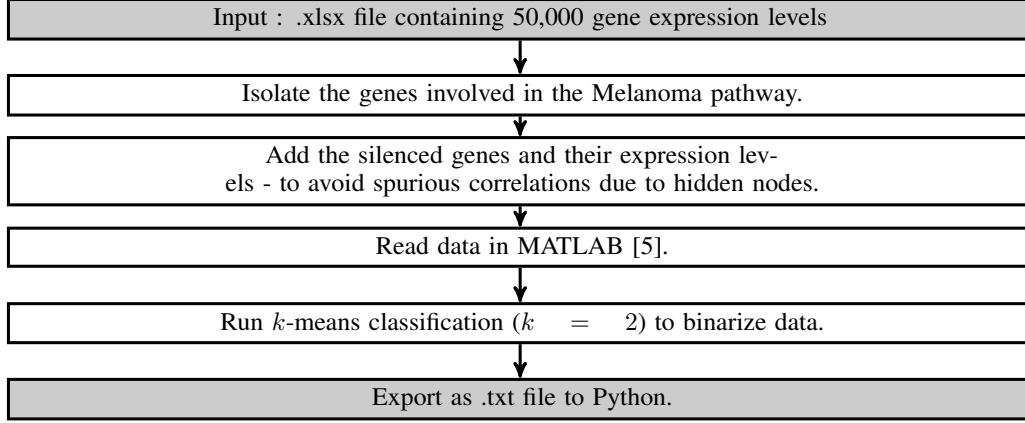 Input : .xlsx file containing 50,000 gene expression levels
Isolate the genes involved in the Melanoma pathway.
Add the silenced genes and their expression lev-
els - to avoid spurious correlations due to hidden nodes.
Read data in MATLAB [5].
Run k-means classification (k = 2) to binarize data.
Export as .txt file to Python.